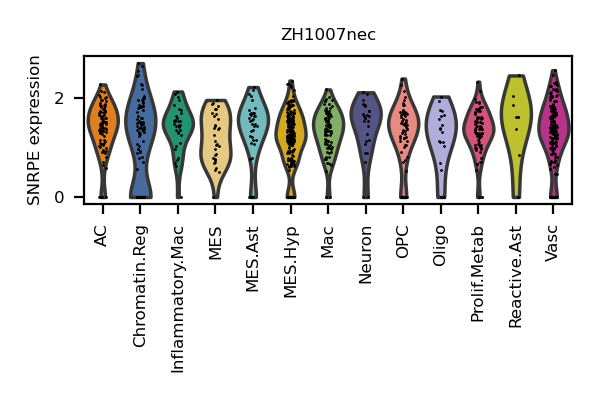 ZH1007nec
SNRPE expression
2
0
AC
Chromatin.Reg
Inflammatory.Mac
MES
MES.Ast
MES.Hyp
Mac
Neuron
OPC
Oligo
Prolif.Metab
Reactive.Ast
Vasc